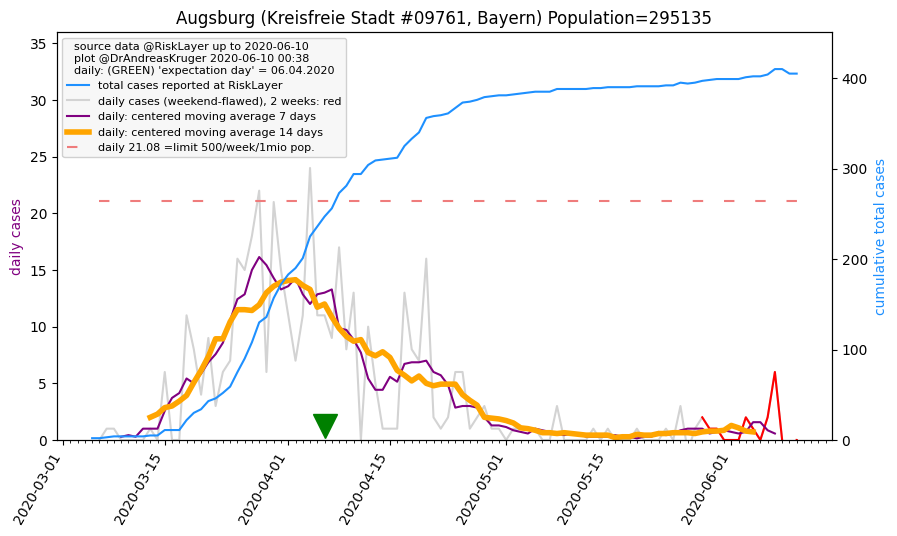 Augsburg (Kreisfreie Stadt #09761, Bayern) Population=295135
source data @RiskLayer up to 2020-06-10
plot @DrAndreasKruger 2020-06-10 00:38
daily: (GREEN) 'expectation day' = 06.04.2020
total cases reported at RiskLayer
daily cases (weekend-flawed), 2 weeks: red
daily: centered moving average 7 days
daily: centered moving average 14 days
daily 21.08 =limit 500/week/1mio pop.
daily cases
35
30
25
20
15
10
5
0
cumulative total cases
400
300
200
100
0
2020-03-01
2020-03-15
2020-04-01
2020-04-15
2020-05-01
2020-05-15
2020-06-01